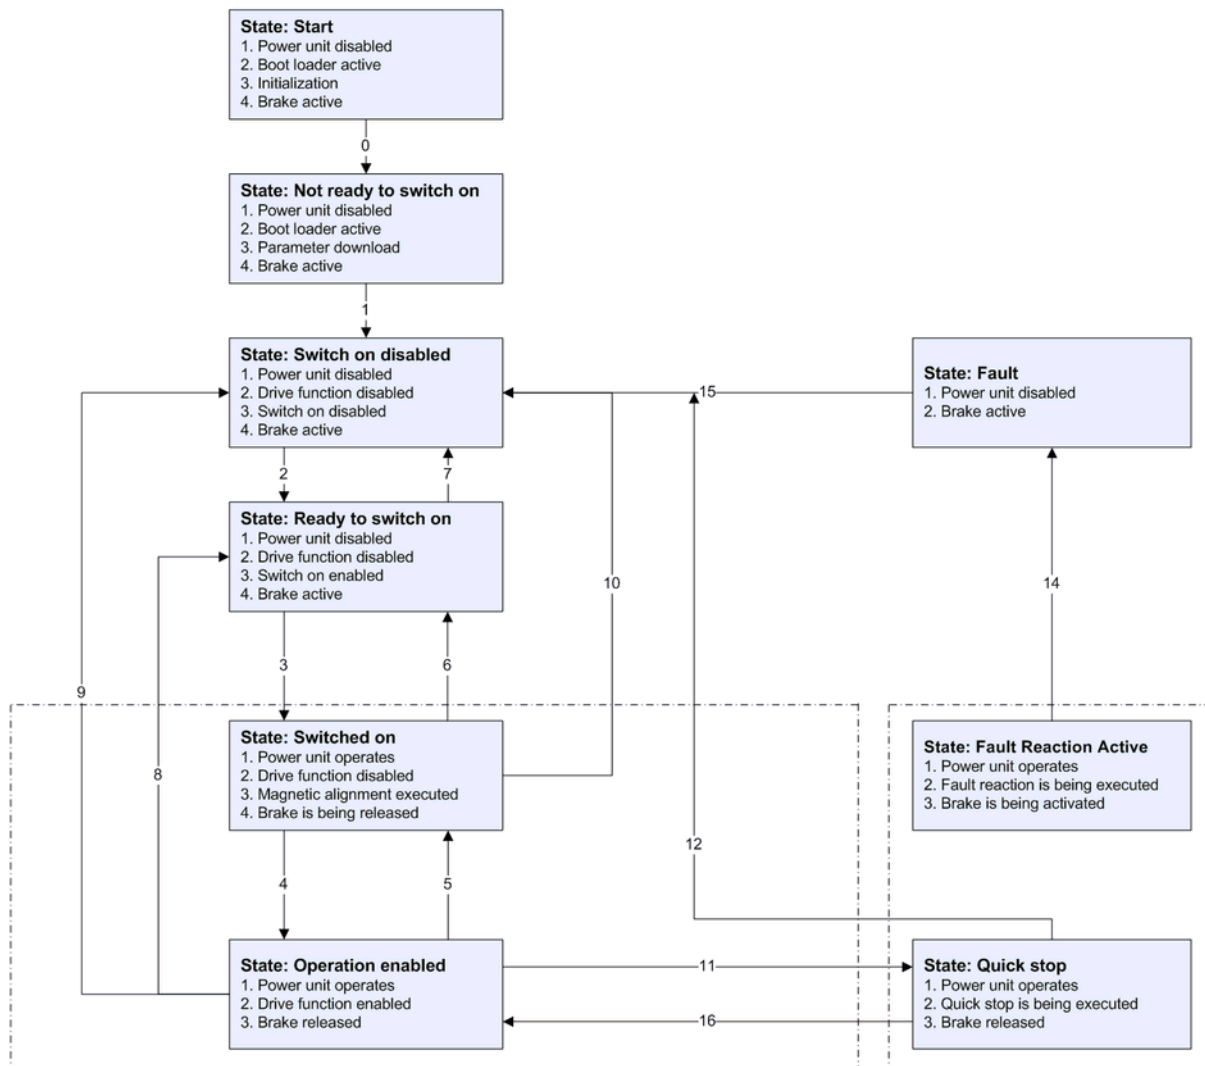 State: Start
1. Power unit disabled
2. Boot loader active
3. Initialization
4. Brake active
0
State: Not ready to switch on
1. Power unit disabled
2. Boot loader active
3. Parameter download
4. Brake active
1
State: Switch on disabled
1. Power unit disabled
2. Drive function disabled
3. Switch on disabled
4. Brake active
15
State: Fault
1. Power unit disabled
2. Brake active
2
7
State: Ready to switch on
1. Power unit disabled
2. Drive function disabled
3. Switch on enabled
4. Brake active
10
14
3
6
9
State: Switched on
1. Power unit operates
2. Drive function disabled
3. Magnetic alignment executed
4. Brake is being released
8
State: Fault Reaction Active
1. Power unit operates
2. Fault reaction is being executed
3. Brake is being activated
12
4
5
State: Operation enabled
1. Power unit operates
2. Drive function enabled
3. Brake released
11
16
State: Quick stop
1. Power unit operates
2. Quick stop is being executed
3. Brake released